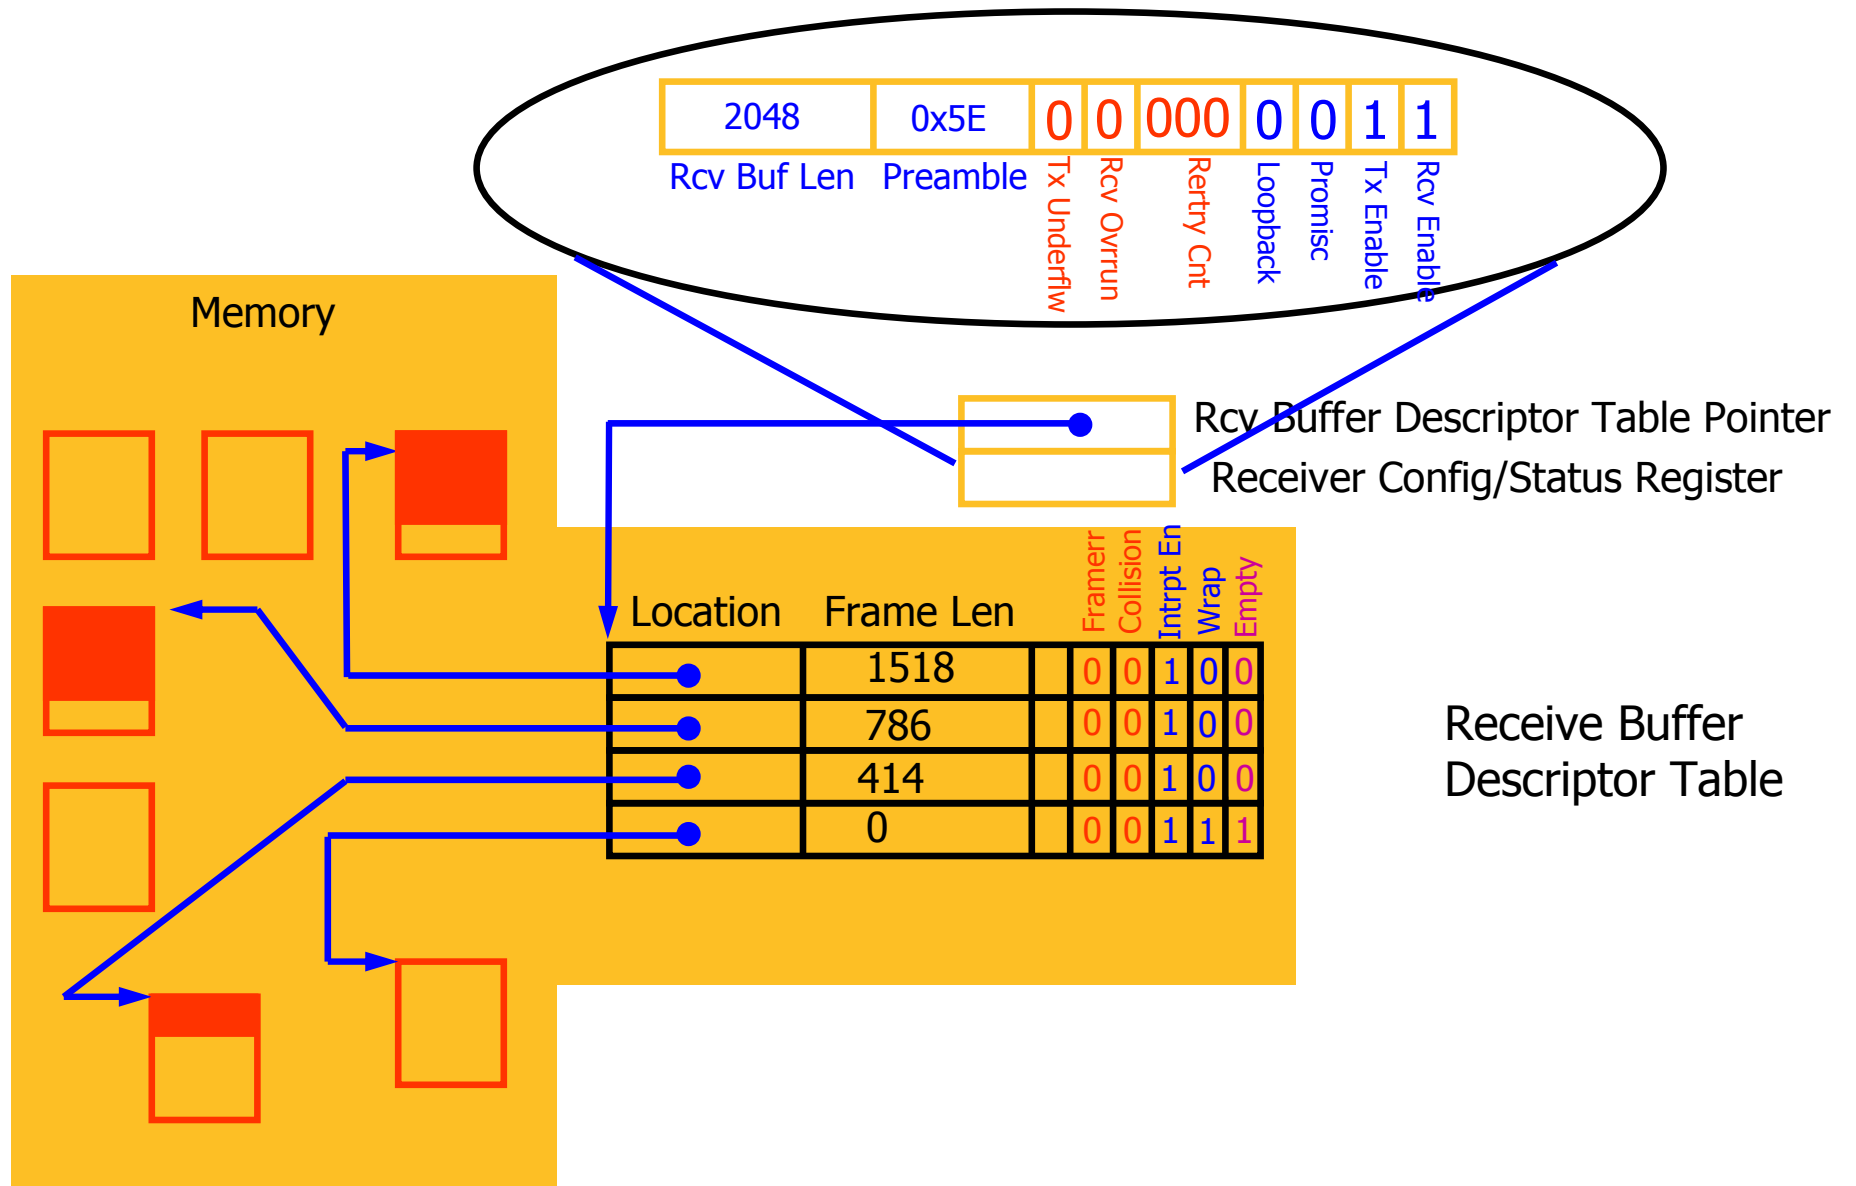 2048 0x5E 0 0 000 0 0 1 1
Rcv Buf Len Preamble Tx Underflw Rcv Ovrrun Rertry Cnt Loopback Promisc Tx Enable Rcv Enable
Memory
Rcv Buffer Descriptor Table Pointer
Receiver Config/Status Register
Location Frame Len Framerr Collision Intrpt En Wrap Empty
1518 0 0 1 0 0
786 0 0 1 0 0
414 0 0 1 0 0
0 0 0 1 1 1
Receive Buffer
Descriptor Table